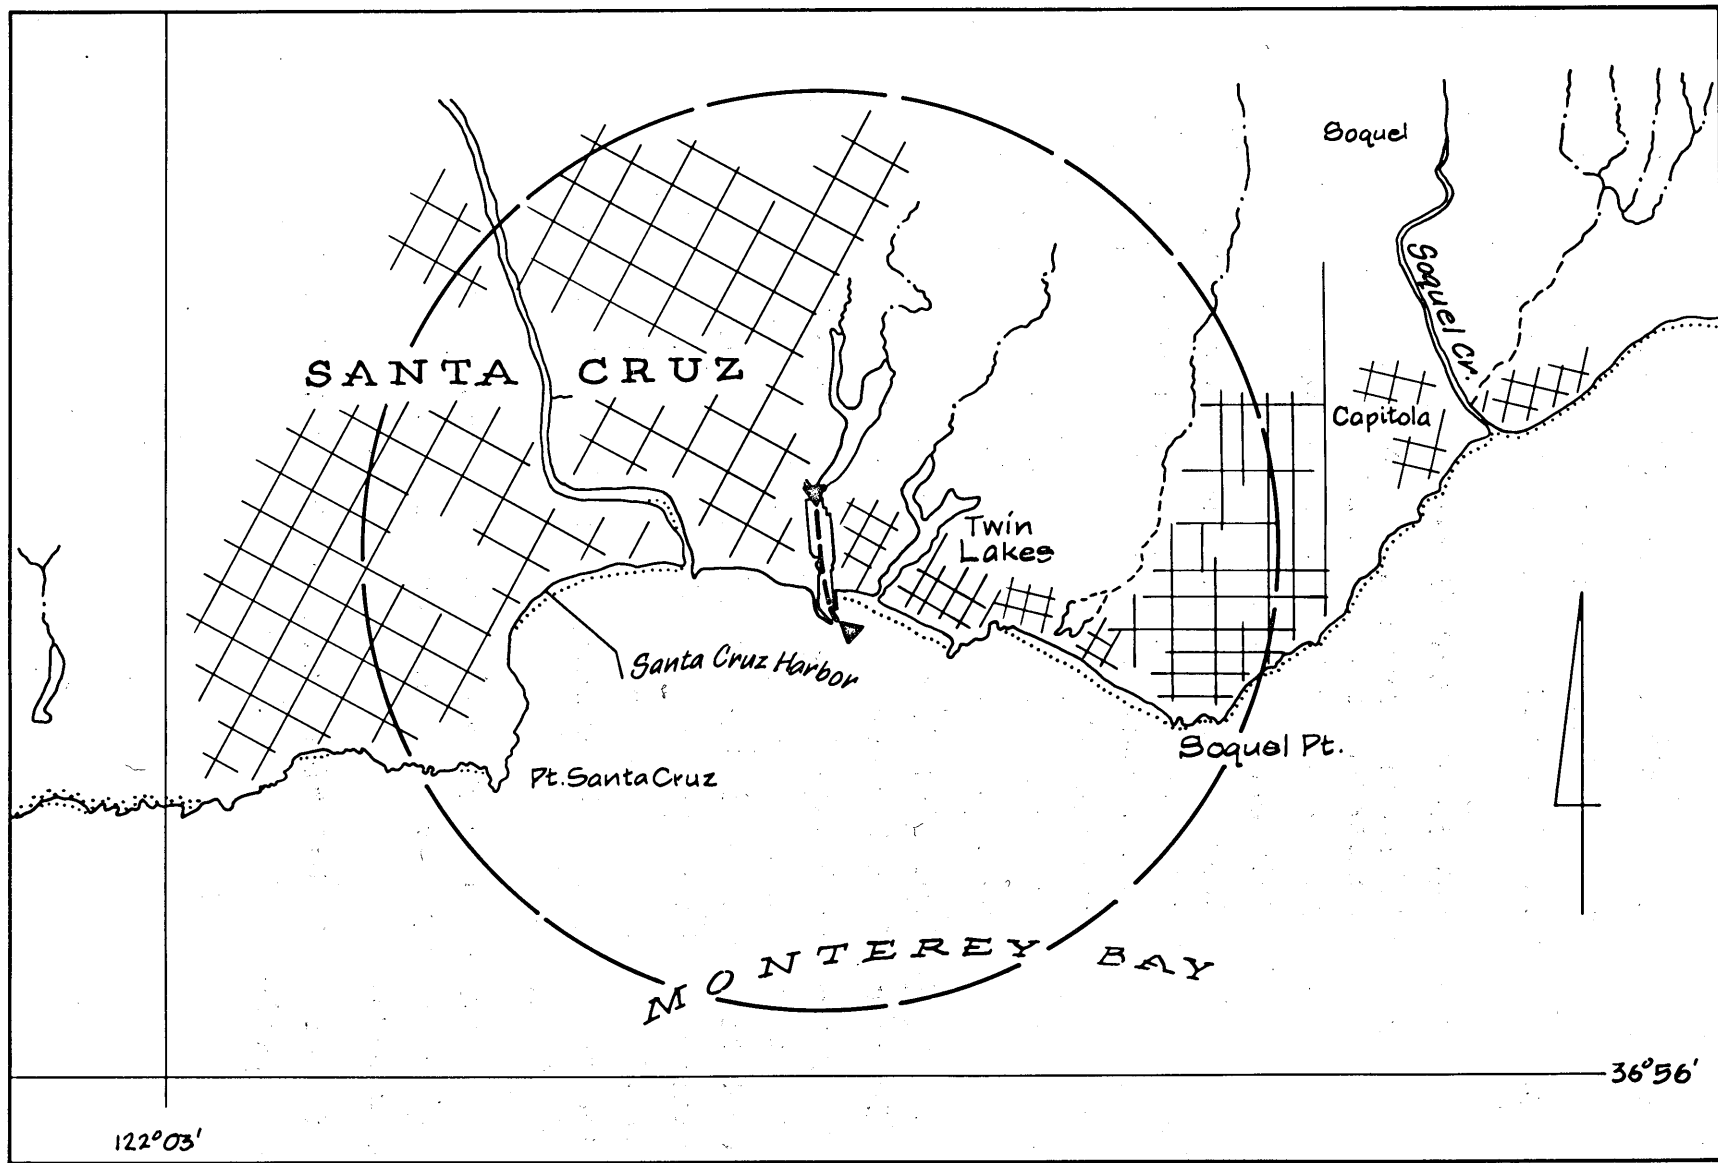 Soquel
Soquel Cr.
SANTA CRUZ
Capitola
Twin
Lakes
Santa Cruz Harbor
Soquel Pt.
Pt. Santa Cruz
MONTEREY BAY
36°56'
122°03'